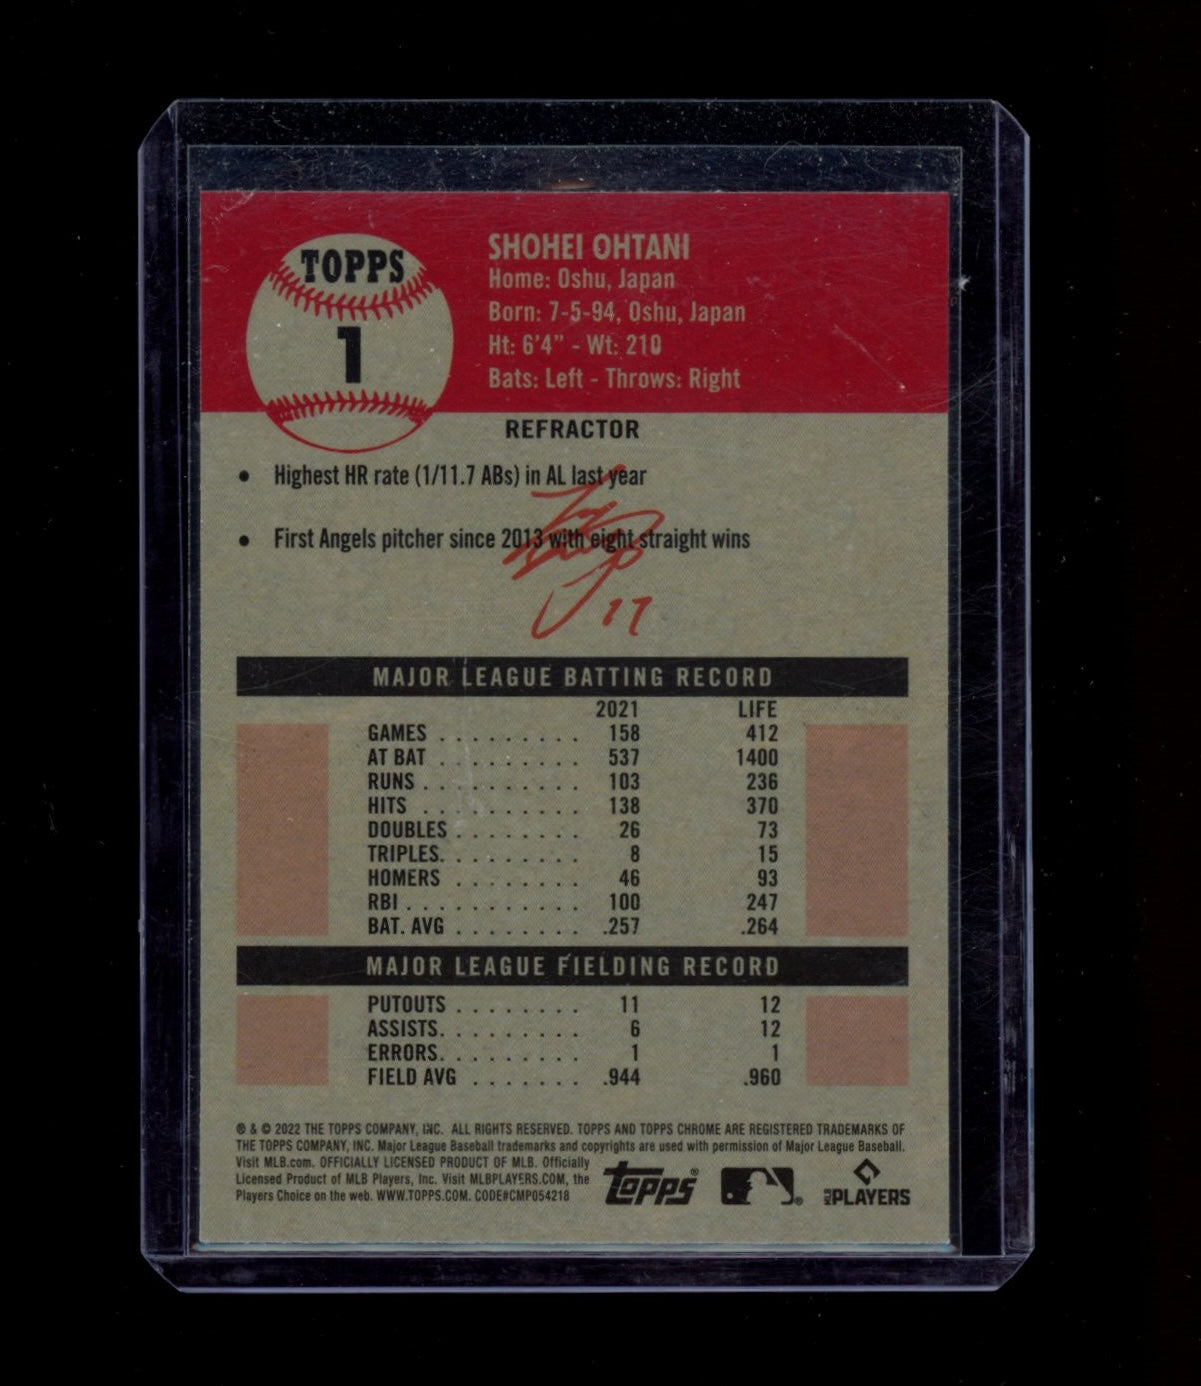 TOPPS
1
SHOHEI OHTANI
Home: Oshu, Japan
Born: 7-5-94, Oshu, Japan
Ht: 6'4" - Wt: 210
Bats: Left - Throws: Right
REFRACTOR
• Highest HR rate (1/11.7 ABs) in AL last year
• First Angels pitcher since 2013 with eight straight wins
17
MAJOR LEAGUE BATTING RECORD
2021 LIFE
GAMES . . . . . . . . . 158 412
AT BAT . . . . . . . . . 537 1400
RUNS . . . . . . . . . . 103 236
HITS . . . . . . . . . . 138 370
DOUBLES . . . . . . . . 26 73
TRIPLES. . . . . . . . . 8 15
HOMERS . . . . . . . . 46 93
RBI . . . . . . . . . . . 100 247
BAT. AVG . . . . . . . . .257 .264
MAJOR LEAGUE FIELDING RECORD
PUTOUTS . . . . . . . . 11 12
ASSISTS. . . . . . . . . 6 12
ERRORS. . . . . . . . . 1 1
FIELD AVG . . . . . . . .944 .960
® & © 2022 THE TOPPS COMPANY, INC. ALL RIGHTS RESERVED. TOPPS AND TOPPS CHROME ARE REGISTERED TRADEMARKS OF
THE TOPPS COMPANY, INC. Major League Baseball trademarks and copyrights are used with permission of Major League Baseball.
Visit MLB.com. OFFICIALLY LICENSED PRODUCT OF MLB. Officially
Licensed Product of MLB Players, Inc. Visit MLBPLAYERS.COM, the
Players Choice on the web. WWW.TOPPS.COM. CODE#CMP054218
Topps®
®
MLB PLAYERS